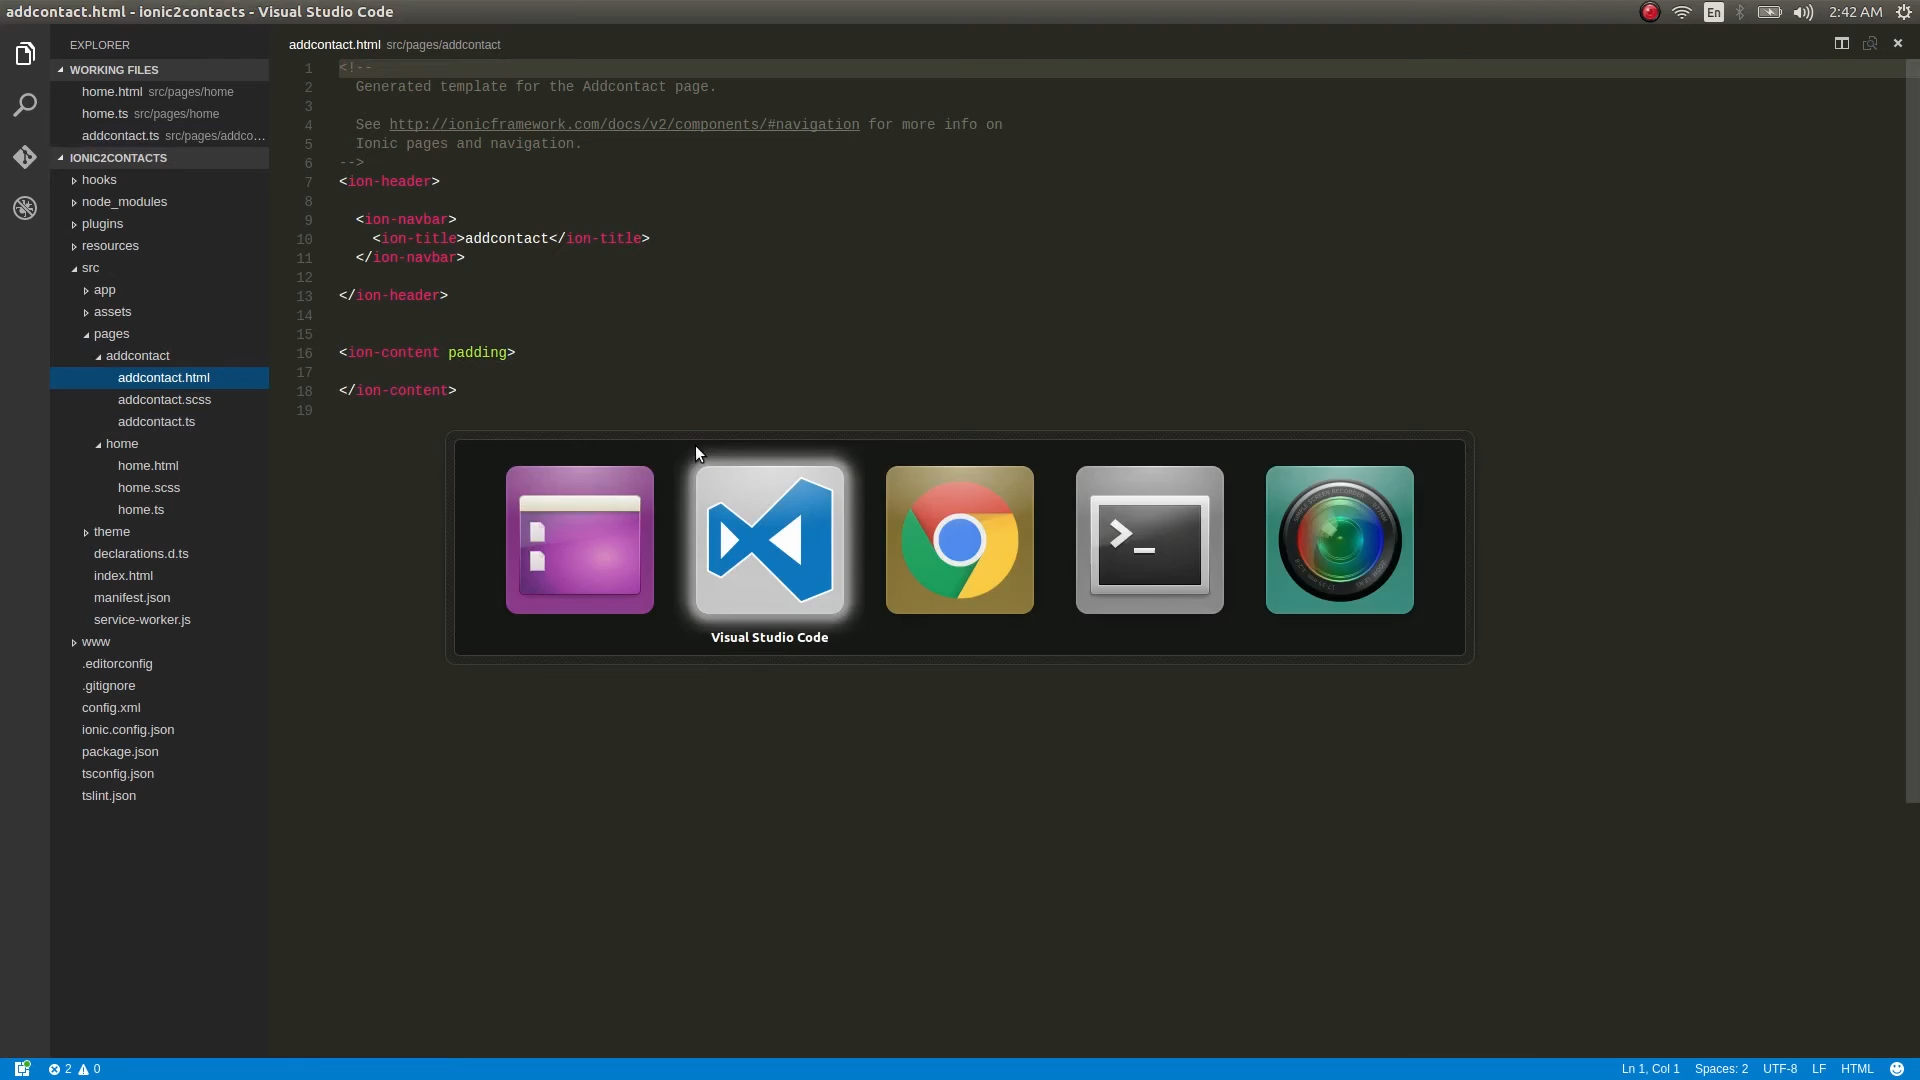 addcontact.html - ionic2contacts - Visual Studio Code
En
2:42 AM
EXPLORER
WORKING FILES
home.html src/pages/home
home.ts src/pages/home
addcontact.ts src/pages/addco...
IONIC2CONTACTS
hooks
node_modules
plugins
resources
src
app
assets
pages
addcontact
addcontact.html
addcontact.scss
addcontact.ts
home
home.html
home.scss
home.ts
theme
declarations.d.ts
index.html
manifest.json
service-worker.js
www
.editorconfig
.gitignore
config.xml
ionic.config.json
package.json
tsconfig.json
tslint.json
addcontact.html src/pages/addcontact
1 <!--
2 Generated template for the Addcontact page.
3
4 See http://ionicframework.com/docs/v2/components/#navigation for more info on
5 Ionic pages and navigation.
6 -->
7 <ion-header>
8
9 <ion-navbar>
10 <ion-title>addcontact</ion-title>
11 </ion-navbar>
12
13 </ion-header>
14
15
16 <ion-content padding>
17
18 </ion-content>
19
Visual Studio Code
2 0
Ln 1, Col 1 Spaces: 2 UTF-8 LF HTML